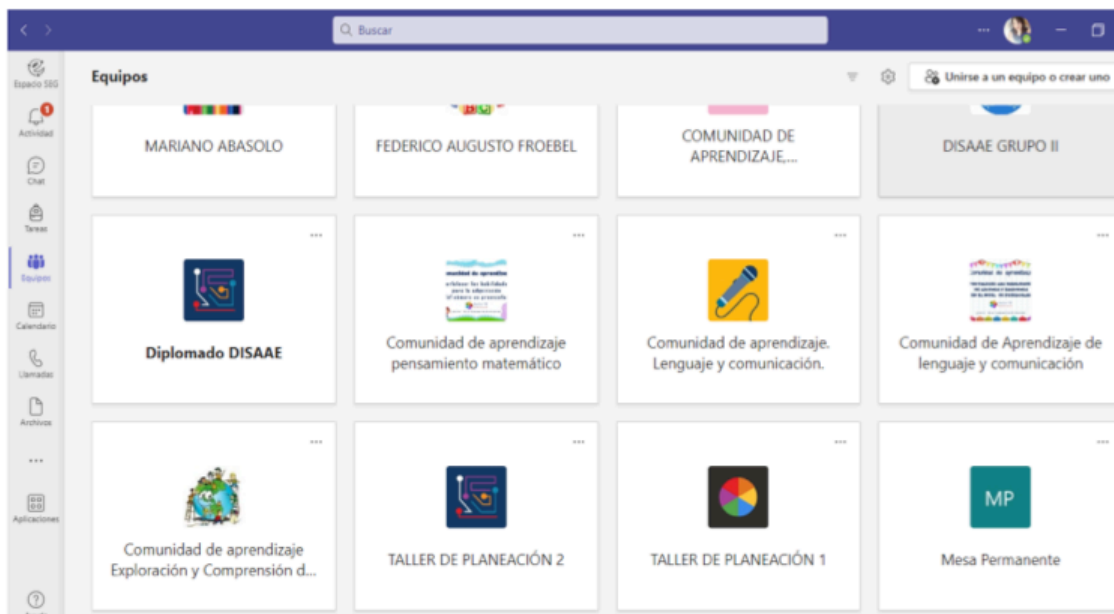 Buscar
Espacio SEG
Equipos
Unirse a un equipo o crear uno
1
Actividad
Chat
Tareas
Equipos
Calendario
Llamadas
Archivos
Aplicaciones
MARIANO ABASOLO
FEDERICO AUGUSTO FROEBEL
COMUNIDAD DE
APRENDIZAJE,...
DISAAE GRUPO II
Diplomado DISAAE
Comunidad de aprendizaje
pensamiento matemático
Comunidad de aprendizaje.
Lenguaje y comunicación.
Comunidad de Aprendizaje de
lenguaje y comunicación
Comunidad de aprendizaje
Exploración y Comprensión d...
TALLER DE PLANEACIÓN 2
TALLER DE PLANEACIÓN 1
MP
Mesa Permanente